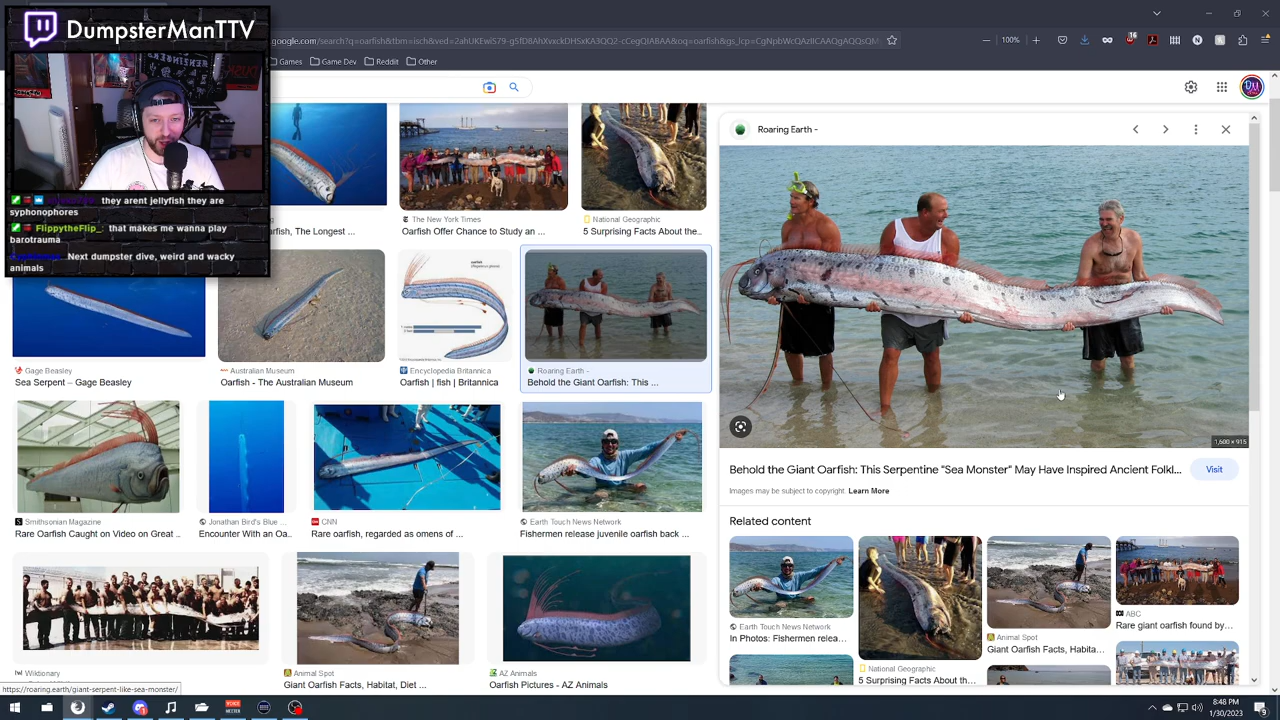 DumpsterManTTV
they arent jellyfish they are
syphonophores
FlippytheFlip_: that makes me wanna play
barotrauma
Next dumpster dive, weird and wacky
animals
100%
16
Games
Game Dev
Reddit
Other
The New York Times
Oarfish Offer Chance to Study an ...
National Geographic
5 Surprising Facts About the...
Gage Beasley
Sea Serpent – Gage Beasley
Australian Museum
Oarfish - The Australian Museum
Encyclopedia Britannica
Oarfish | fish | Britannica
Roaring Earth -
Behold the Giant Oarfish: This ...
Smithsonian Magazine
Rare Oarfish Caught on Video on Great ...
Jonathan Bird's Blue ...
Encounter With an Oa...
CNN
Rare oarfish, regarded as omens of ...
Earth Touch News Network
Fishermen release juvenile oarfish back ...
Wiktionary
Animal Spot
Giant Oarfish Facts, Habitat, Diet ...
AZ Animals
Oarfish Pictures - AZ Animals
https://roaring.earth/giant-serpent-like-sea-monster/
Roaring Earth -
1,600 × 915
Behold the Giant Oarfish: This Serpentine "Sea Monster" May Have Inspired Ancient Folkl...
Visit
Images may be subject to copyright. Learn More
Related content
Earth Touch News Network
In Photos: Fishermen relea...
National Geographic
5 Surprising Facts About th...
Animal Spot
Giant Oarfish Facts, Habita...
ABC
Rare giant oarfish found by...
8:48 PM
1/30/2023
9